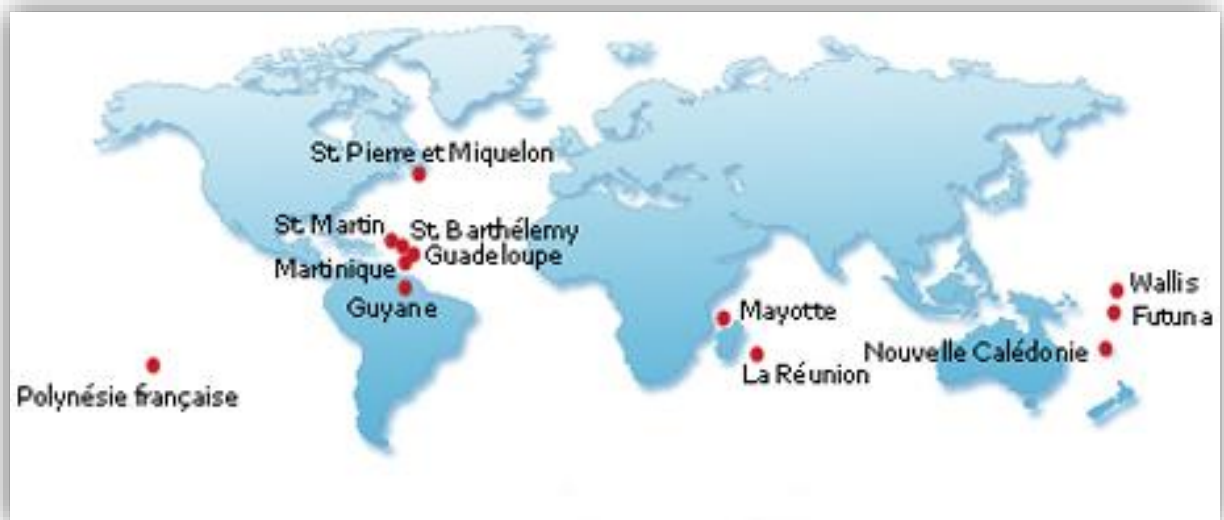 St. Pierre et Miquelon
St. Martin
St. Barthélemy
Guadeloupe
Martinique
Guyane
Mayotte
La Réunion
Wallis
Futuna
Nouvelle Calédonie
Polynésie française